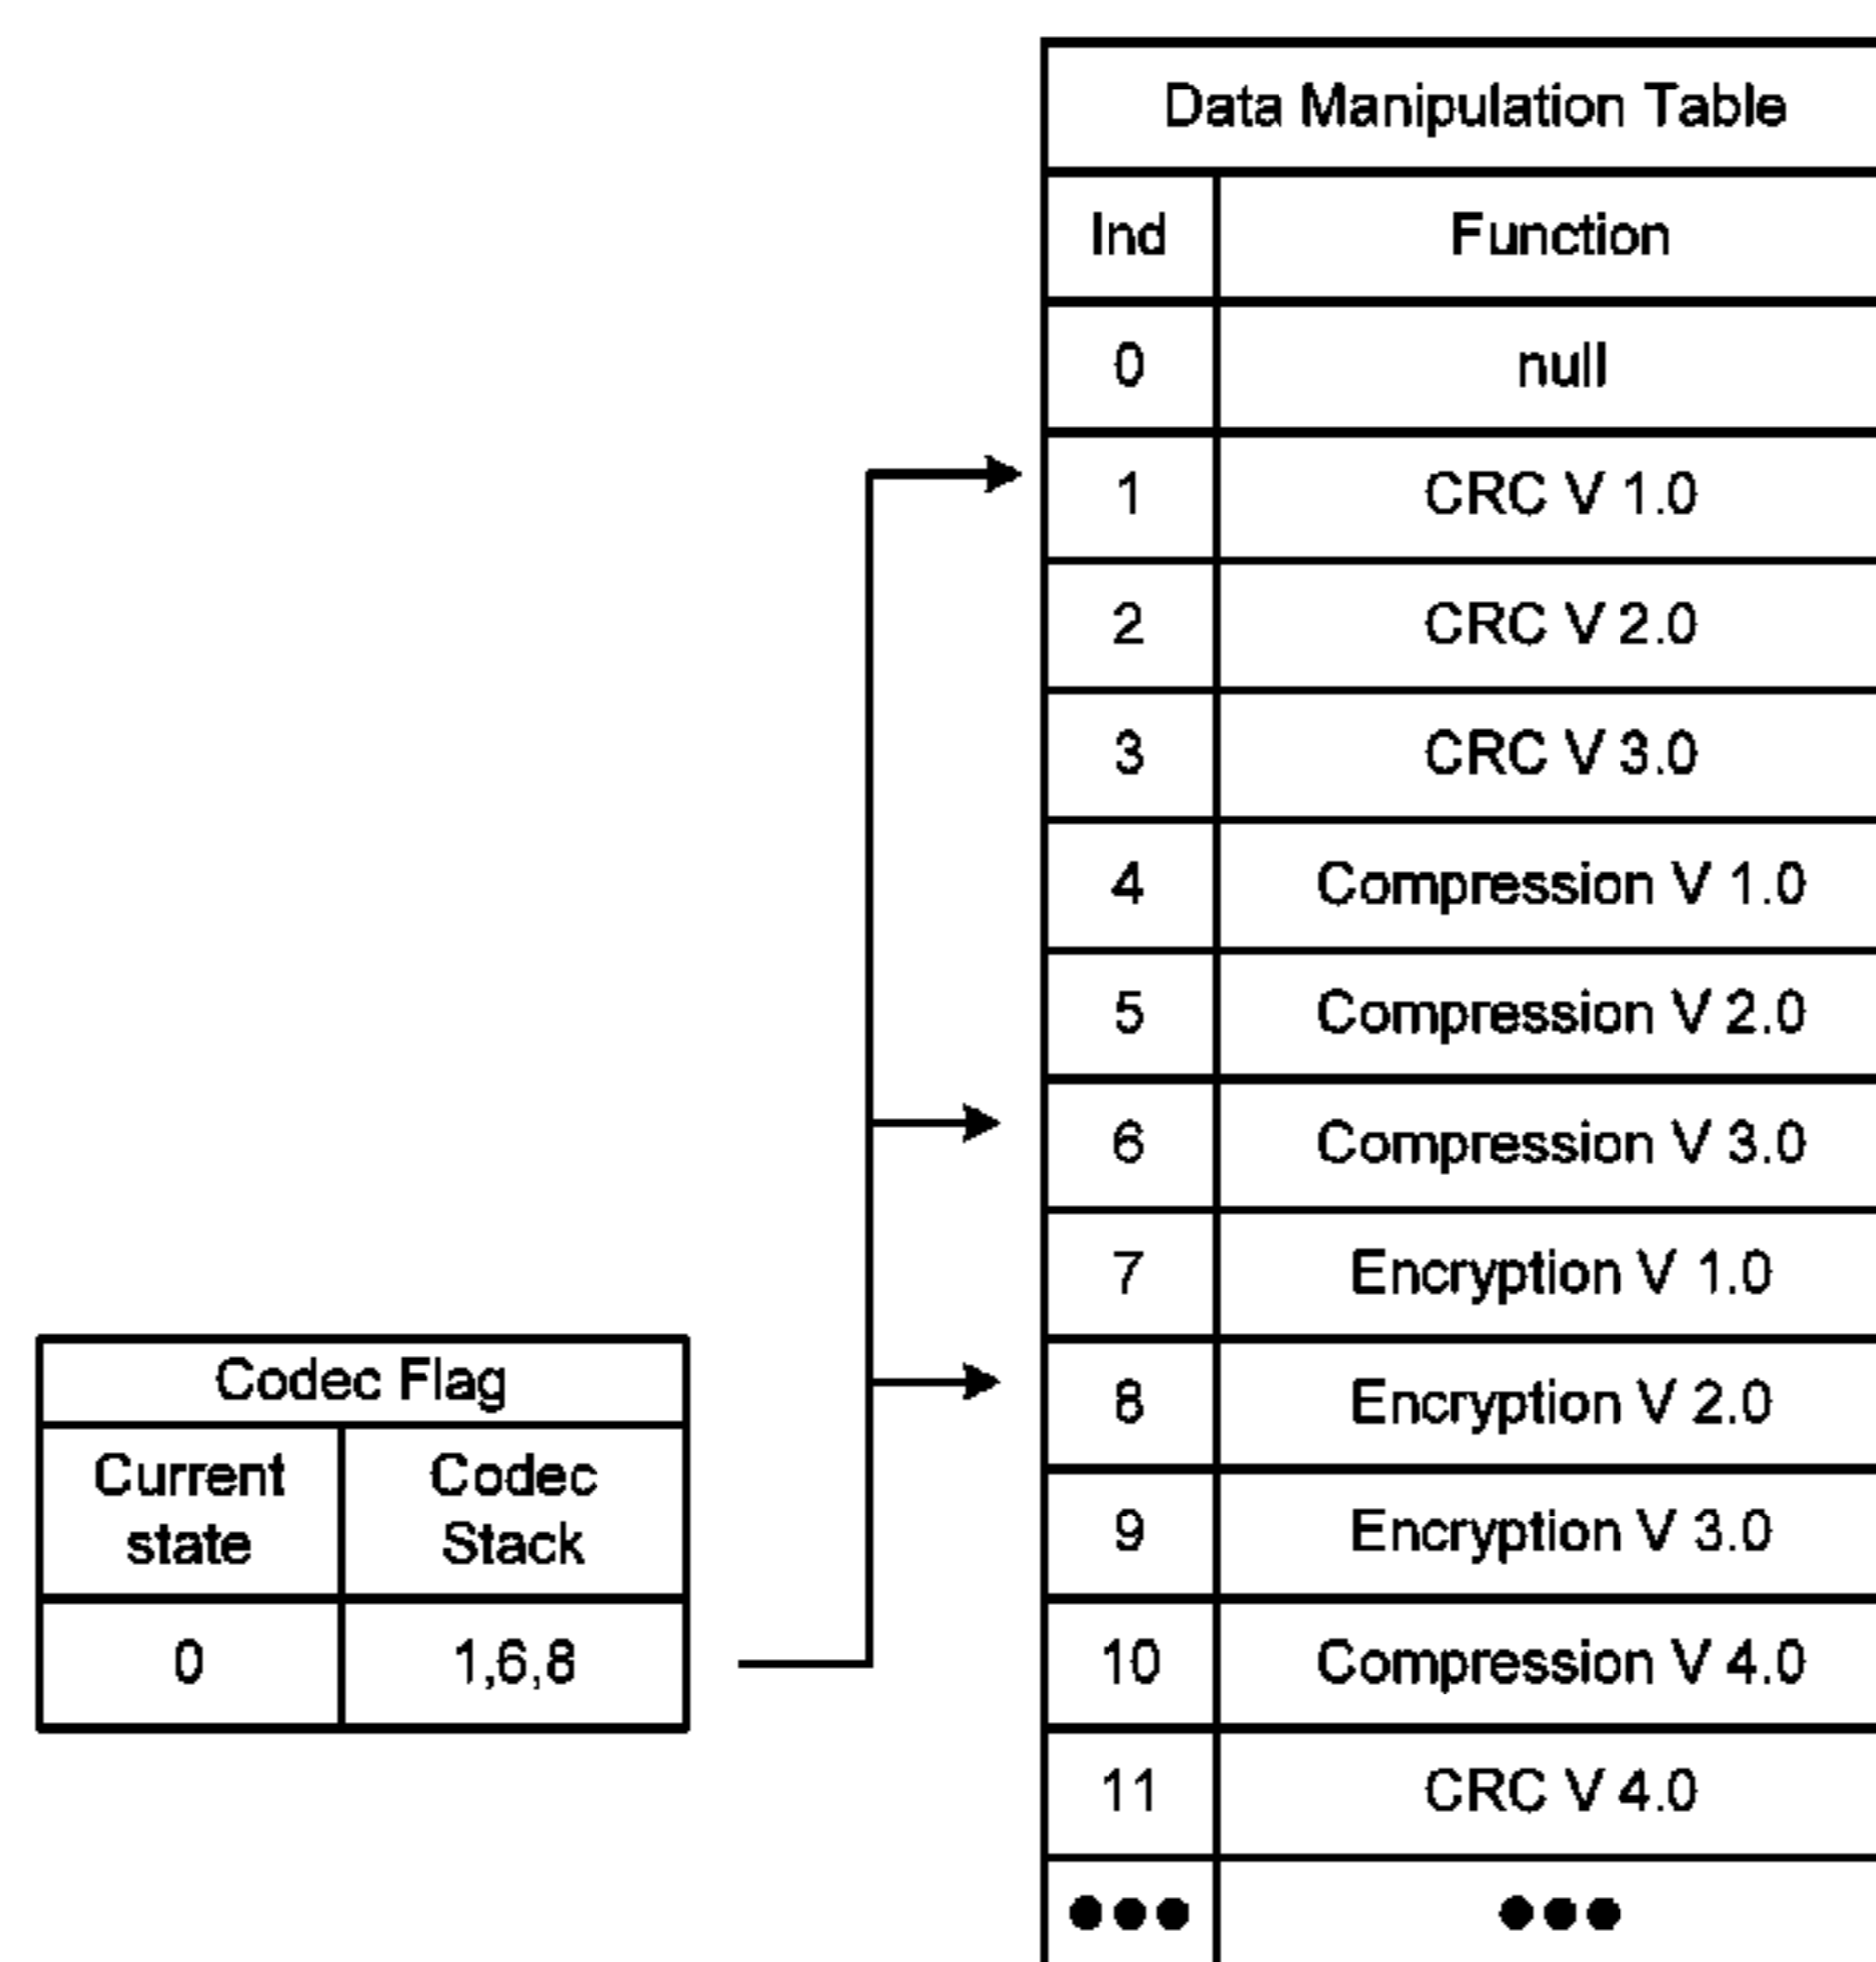 Data Manipulation Table
Ind Function
0 null
1 CRC V 1.0
2 CRC V 2.0
3 CRC V 3.0
4 Compression V 1.0
5 Compression V 2.0
6 Compression V 3.0
7 Encryption V 1.0
8 Encryption V 2.0
9 Encryption V 3.0
10 Compression V 4.0
11 CRC V 4.0
●●● ●●●
Codec Flag
Current state Codec Stack
0 1,6,8